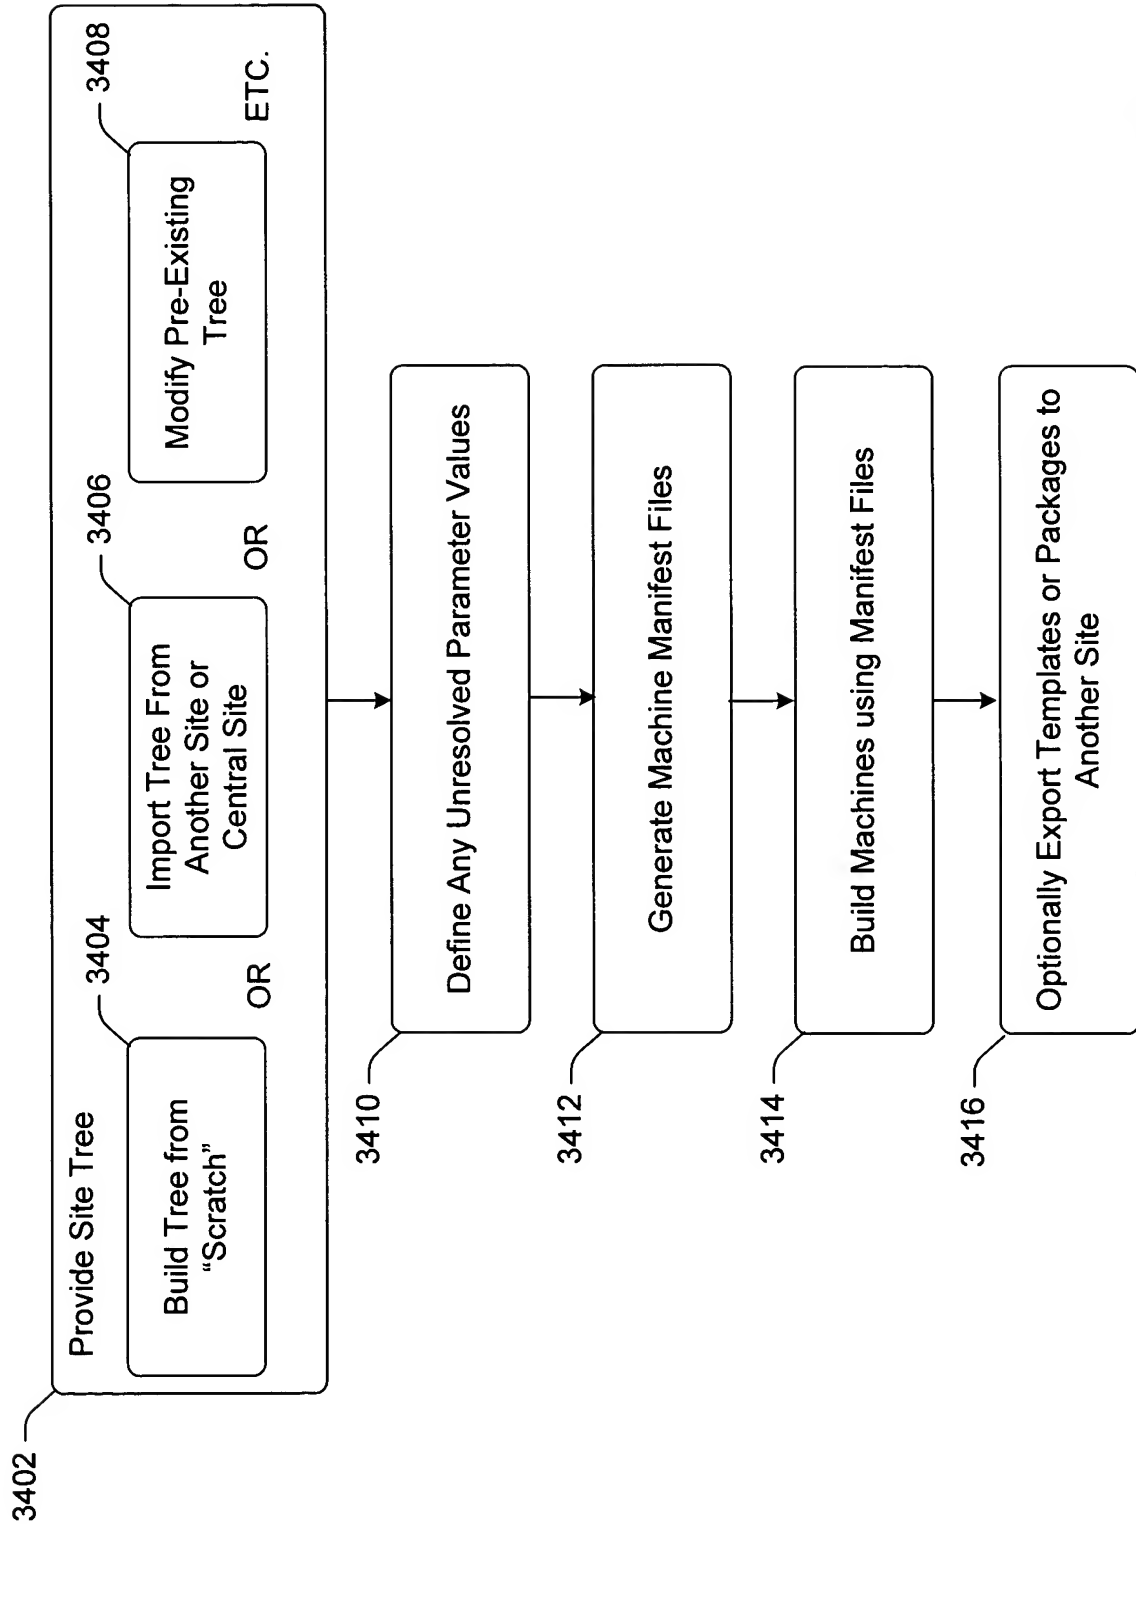 3402
Provide Site Tree
3404
Build Tree from
“Scratch”
OR
3406
Import Tree From
Another Site or
Central Site
OR
3408
Modify Pre-Existing
Tree
ETC.
3410
Define Any Unresolved Parameter Values
3412
Generate Machine Manifest Files
3414
Build Machines using Manifest Files
3416
Optionally Export Templates or Packages to
Another Site